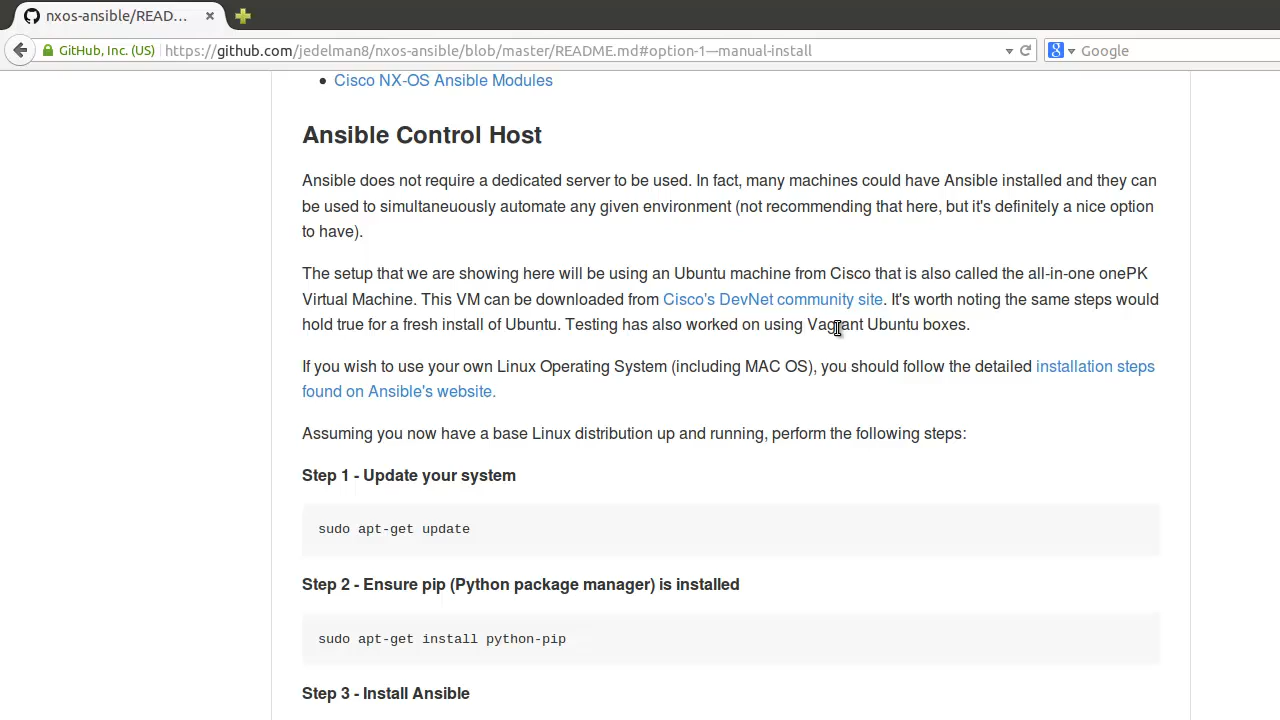 nxos-ansible/READ...
GitHub, Inc. (US)
https://github.com/jedelman8/nxos-ansible/blob/master/README.md#option-1—manual-install
Google
Cisco NX-OS Ansible Modules
Ansible Control Host
Ansible does not require a dedicated server to be used. In fact, many machines could have Ansible installed and they can
be used to simultaneuously automate any given environment (not recommending that here, but it's definitely a nice option
to have).
The setup that we are showing here will be using an Ubuntu machine from Cisco that is also called the all-in-one onePK
Virtual Machine. This VM can be downloaded from Cisco's DevNet community site. It's worth noting the same steps would
hold true for a fresh install of Ubuntu. Testing has also worked on using Vagrant Ubuntu boxes.
If you wish to use your own Linux Operating System (including MAC OS), you should follow the detailed installation steps
found on Ansible's website.
Assuming you now have a base Linux distribution up and running, perform the following steps:
Step 1 - Update your system
sudo apt-get update
Step 2 - Ensure pip (Python package manager) is installed
sudo apt-get install python-pip
Step 3 - Install Ansible